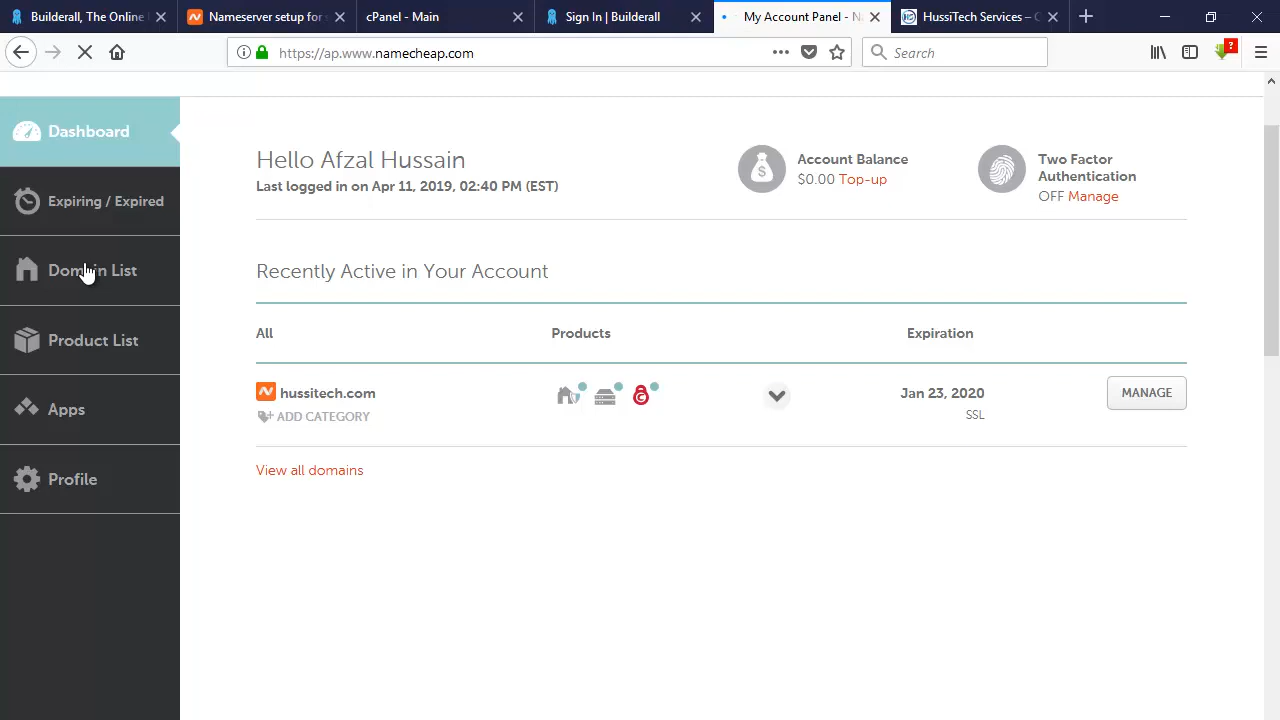 Builderall, The Online
Nameserver setup for
cPanel - Main
Sign In | Builderall
My Account Panel - N
HussiTech Services –
https://ap.www.namecheap.com
Search
?
Dashboard
Expiring / Expired
Domain List
Product List
Apps
Profile
Hello Afzal Hussain
Last logged in on Apr 11, 2019, 02:40 PM (EST)
Account Balance
$0.00 Top-up
Two Factor
Authentication
OFF Manage
Recently Active in Your Account
All
Products
Expiration
hussitech.com
ADD CATEGORY
Jan 23, 2020
SSL
MANAGE
View all domains